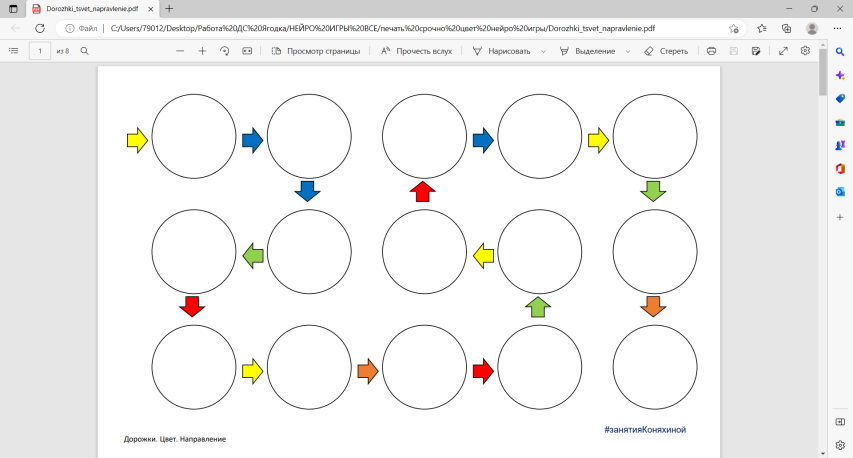 Dorozhki_tsvet_napravlenie.pdf
Файл
C:/Users/79012/Desktop/Работа%20ДС%20Ягодка/НЕЙРО%20ИГРЫ%20ВСЕ/печать%20срочно%20цвет%20нейро%20игры/Dorozhki_tsvet_napravlenie.pdf
1 из 8 Просмотр страницы Прочесть вслух Нарисовать Выделение Стереть
#занятияКоняхиной
Дорожки. Цвет. Направление